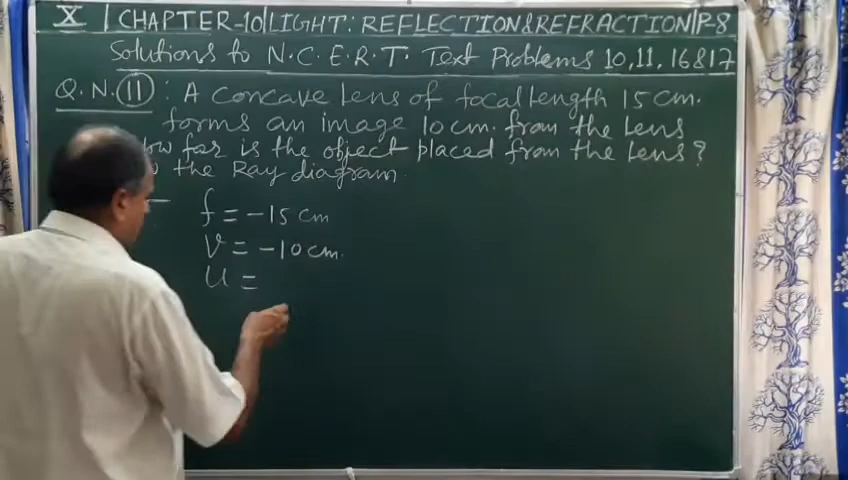 X | CHAPTER-10 | LIGHT: REFLECTION & REFRACTION | P-8
Solutions to N.C.E.R.T. Text Problems 10,11,16&17
Q.N. 11 : A Concave Lens of focal length 15 cm.
forms an image 10 cm. from the Lens
ow far is the object placed from the Lens?
the Ray diagram.
f = -15 cm
v = -10 cm.
u =